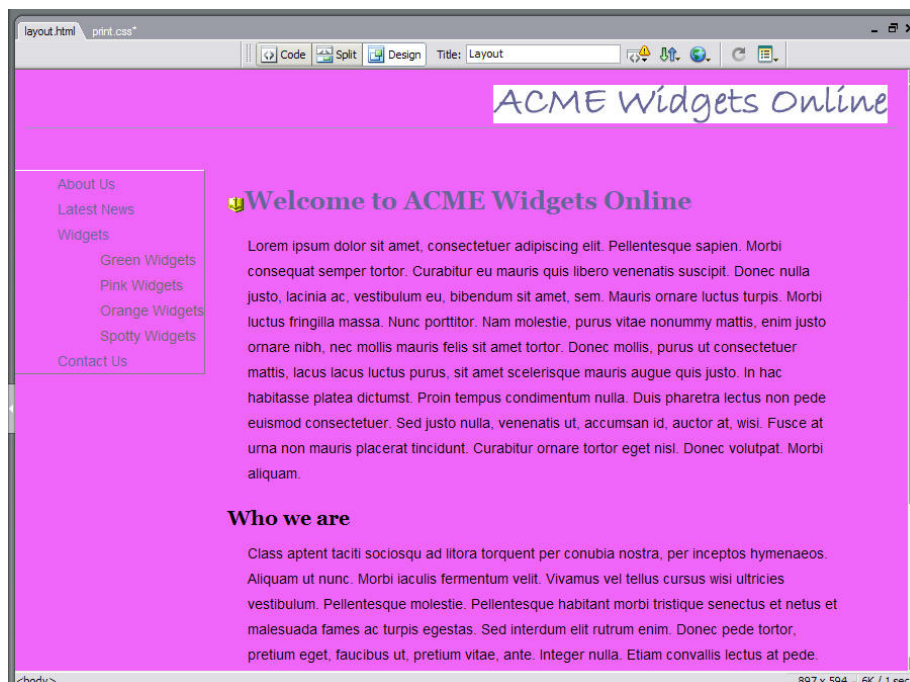 layout.html print.css*
Code Split Design Title: Layout
ACME Widgets Online
About Us
Latest News
Widgets
Green Widgets
Pink Widgets
Orange Widgets
Spotty Widgets
Contact Us
Welcome to ACME Widgets Online
Lorem ipsum dolor sit amet, consectetuer adipiscing elit. Pellentesque sapien. Morbi
consequat semper tortor. Curabitur eu mauris quis libero venenatis suscipit. Donec nulla
justo, lacinia ac, vestibulum eu, bibendum sit amet, sem. Mauris ornare luctus turpis. Morbi
luctus fringilla massa. Nunc porttitor. Nam molestie, purus vitae nonummy mattis, enim justo
ornare nibh, nec mollis mauris felis sit amet tortor. Donec mollis, purus ut consectetuer
mattis, lacus lacus luctus purus, sit amet scelerisque mauris augue quis justo. In hac
habitasse platea dictumst. Proin tempus condimentum nulla. Duis pharetra lectus non pede
euismod consectetuer. Sed justo nulla, venenatis ut, accumsan id, auctor at, wisi. Fusce at
urna non mauris placerat tincidunt. Curabitur ornare tortor eget nisl. Donec volutpat. Morbi
aliquam.
Who we are
Class aptent taciti sociosqu ad litora torquent per conubia nostra, per inceptos hymenaeos.
Aliquam ut nunc. Morbi iaculis fermentum velit. Vivamus vel tellus cursus wisi ultricies
vestibulum. Pellentesque molestie. Pellentesque habitant morbi tristique senectus et netus et
malesuada fames ac turpis egestas. Sed interdum elit rutrum enim. Donec pede tortor,
pretium eget, faucibus ut, pretium vitae, ante. Integer nulla. Etiam convallis lectus at pede.
<body> 897 x 594 6K / 1 sec